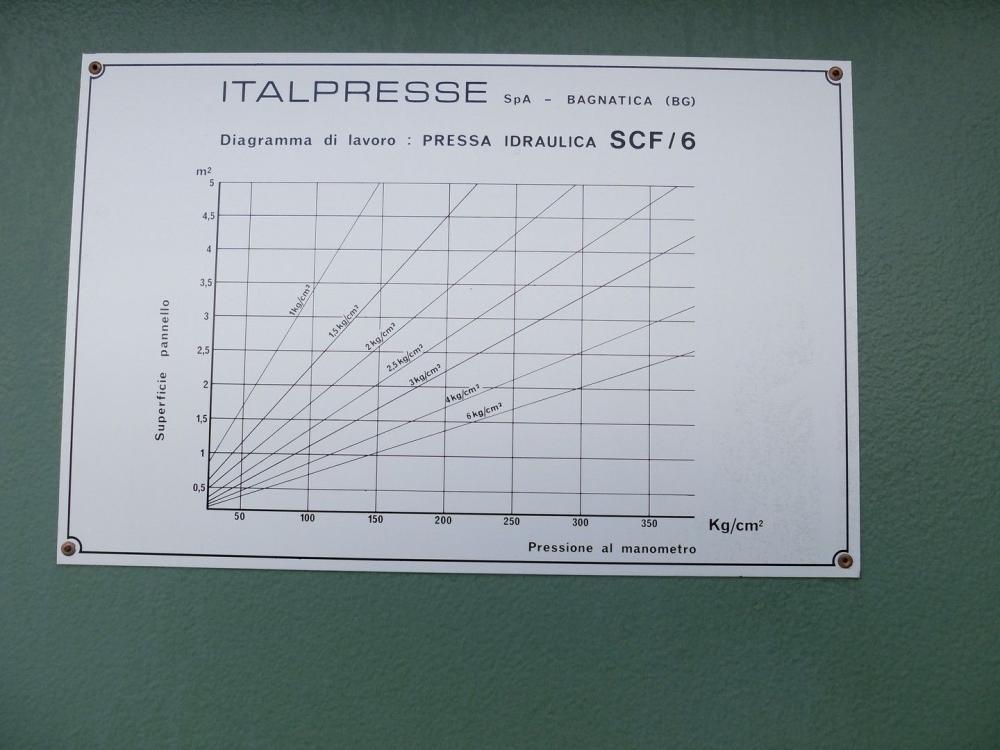 ITALPRESSE SpA - BAGNATICA (BG)
Diagramma di lavoro : PRESSA IDRAULICA SCF/6
m²
5
4,5
4
3,5
3
2,5
2
1,5
1
0,5
Superficie pannello
1kg/cm²
1,5kg/cm²
2kg/cm²
2,5kg/cm²
3kg/cm²
4kg/cm²
6kg/cm²
50 100 150 200 250 300 350 Kg/cm²
Pressione al manometro